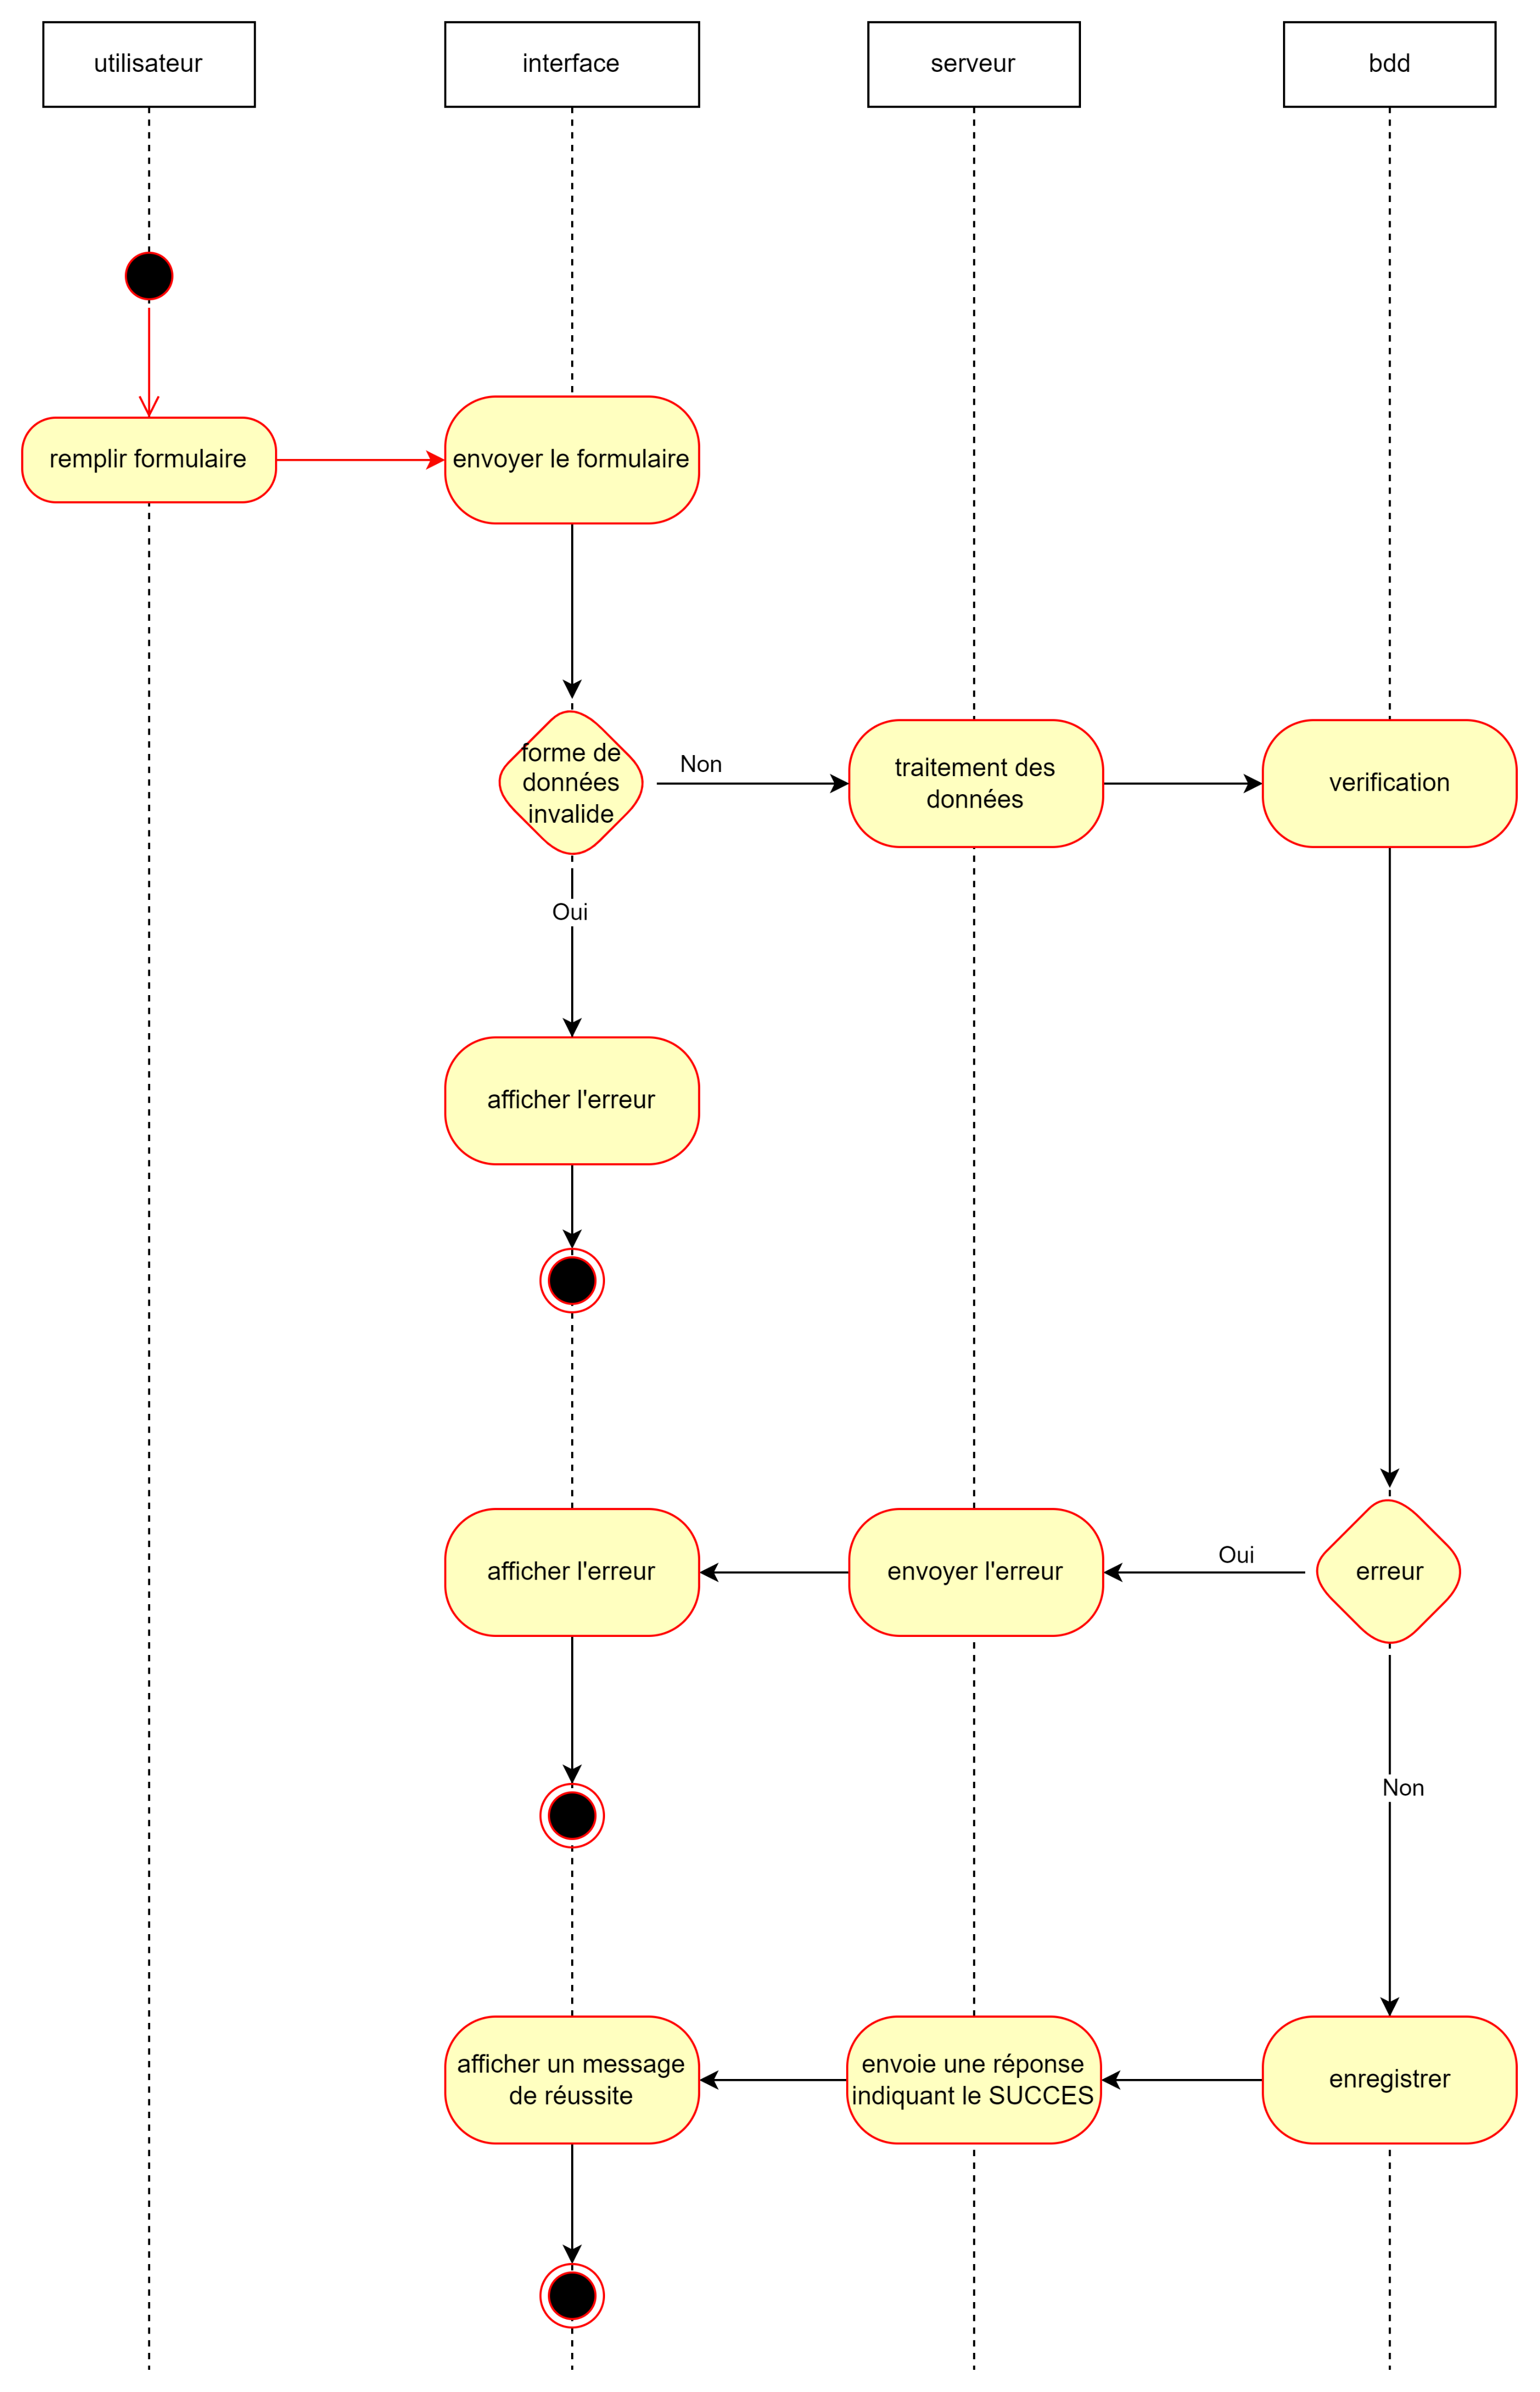 utilisateur
interface
serveur
bdd
remplir formulaire
envoyer le formulaire
forme de
données
invalide
Non
traitement des
données
verification
Oui
afficher l'erreur
afficher l'erreur
envoyer l'erreur
Oui
erreur
Non
afficher un message
de réussite
envoie une réponse
indiquant le SUCCES
enregistrer